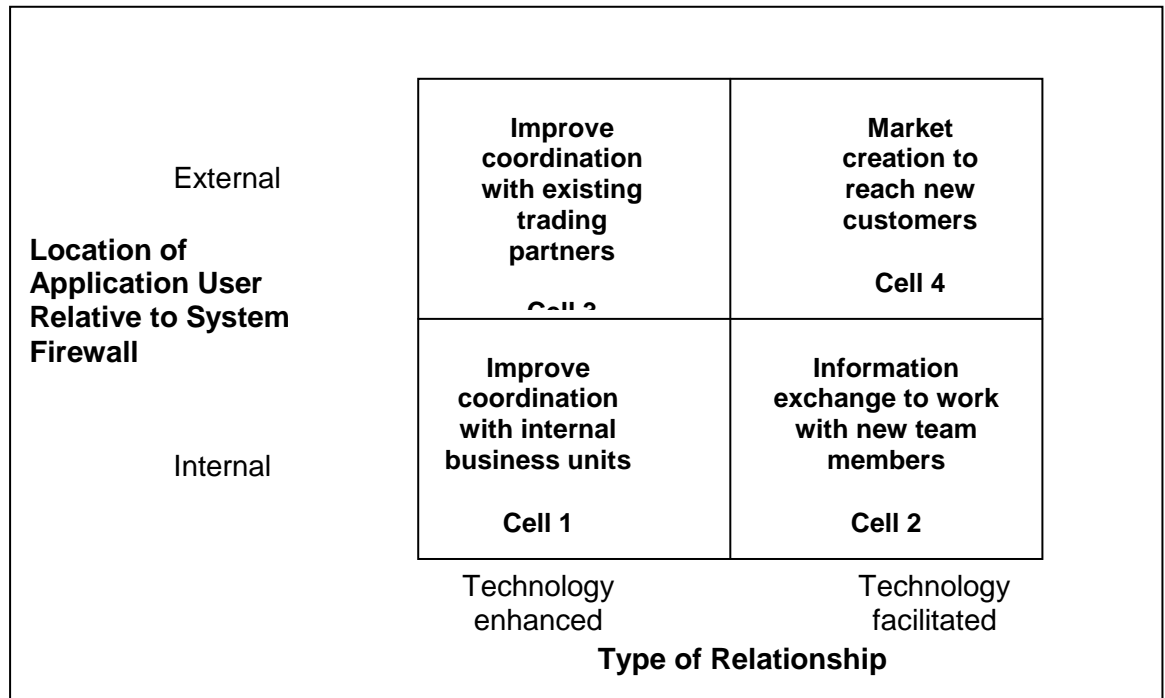 External
Location of
Application User
Relative to System
Firewall
Internal
Improve
coordination
with existing
trading
partners
Market
creation to
reach new
customers
Cell 4
Improve
coordination
with internal
business units
Cell 1
Information
exchange to work
with new team
members
Cell 2
Technology
enhanced
Technology
facilitated
Type of Relationship